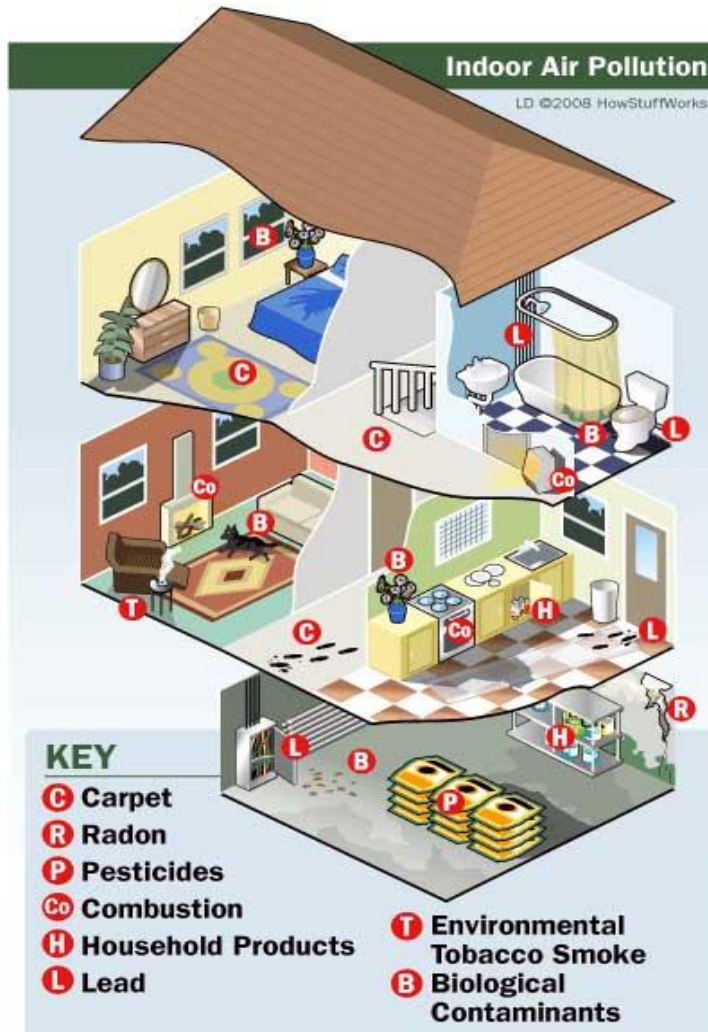 Indoor Air Pollution
LD ©2008 HowStuffWorks
B
C
L
C
B
L
Co
Co
B
T
B
C
Co
H
L
L
B
H
R
P
KEY
C Carpet
R Radon
P Pesticides
Co Combustion
H Household Products
L Lead
T Environmental
Tobacco Smoke
B Biological
Contaminants